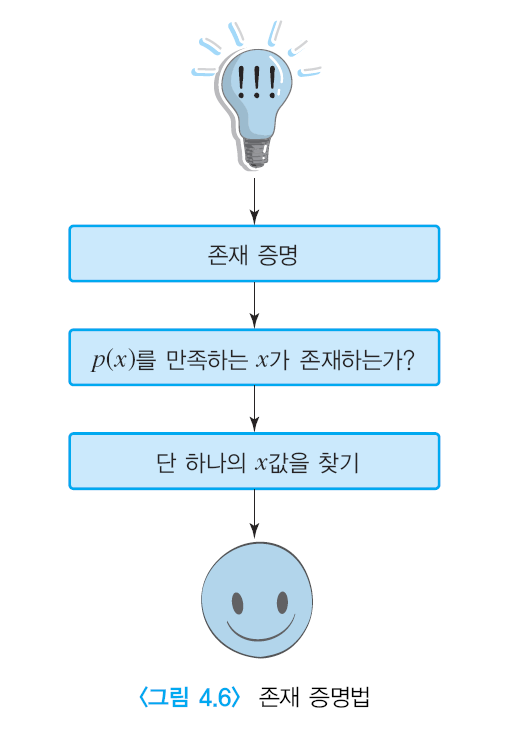 !!!
존재 증명
p(x)를 만족하는 x가 존재하는가?
단 하나의 x값을 찾기
〈그림 4.6〉 존재 증명법